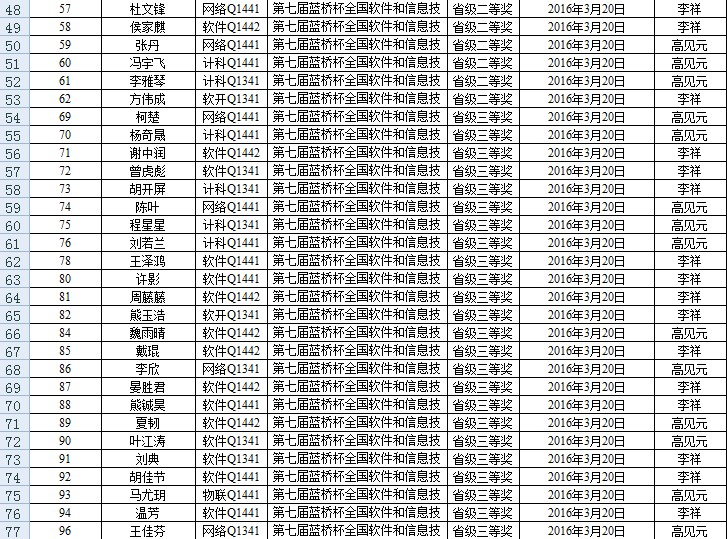 48 57 杜文锋 网络Q1441 第七届蓝桥杯全国软件和信息技 省级二等奖 2016年3月20日 李祥
49 58 侯家麒 软件Q1442 第七届蓝桥杯全国软件和信息技 省级二等奖 2016年3月20日 李祥
50 59 张丹 网络Q1441 第七届蓝桥杯全国软件和信息技 省级二等奖 2016年3月20日 高见元
51 60 冯宇飞 计科Q1441 第七届蓝桥杯全国软件和信息技 省级二等奖 2016年3月20日 高见元
52 61 李雅琴 计科Q1341 第七届蓝桥杯全国软件和信息技 省级二等奖 2016年3月20日 高见元
53 62 方伟成 软开Q1341 第七届蓝桥杯全国软件和信息技 省级二等奖 2016年3月20日 李祥
54 69 柯楚 网络Q1441 第七届蓝桥杯全国软件和信息技 省级三等奖 2016年3月20日 高见元
55 70 杨奇晟 计科Q1441 第七届蓝桥杯全国软件和信息技 省级三等奖 2016年3月20日 高见元
56 71 谢中润 软件Q1442 第七届蓝桥杯全国软件和信息技 省级三等奖 2016年3月20日 李祥
57 72 曾虎彪 软件Q1341 第七届蓝桥杯全国软件和信息技 省级三等奖 2016年3月20日 李祥
58 73 胡开屏 计科Q1341 第七届蓝桥杯全国软件和信息技 省级三等奖 2016年3月20日 李祥
59 74 陈叶 网络Q1441 第七届蓝桥杯全国软件和信息技 省级三等奖 2016年3月20日 高见元
60 75 程星星 计科Q1341 第七届蓝桥杯全国软件和信息技 省级三等奖 2016年3月20日 高见元
61 76 刘若兰 计科Q1441 第七届蓝桥杯全国软件和信息技 省级三等奖 2016年3月20日 高见元
62 78 王泽鸿 软件Q1441 第七届蓝桥杯全国软件和信息技 省级三等奖 2016年3月20日 李祥
63 80 许影 软件Q1441 第七届蓝桥杯全国软件和信息技 省级三等奖 2016年3月20日 李祥
64 81 周藤藤 软件Q1442 第七届蓝桥杯全国软件和信息技 省级三等奖 2016年3月20日 李祥
65 82 熊玉浩 软开Q1341 第七届蓝桥杯全国软件和信息技 省级三等奖 2016年3月20日 李祥
66 84 魏雨晴 软件Q1442 第七届蓝桥杯全国软件和信息技 省级三等奖 2016年3月20日 高见元
67 85 戴琨 软件Q1442 第七届蓝桥杯全国软件和信息技 省级三等奖 2016年3月20日 李祥
68 86 李欣 网络Q1341 第七届蓝桥杯全国软件和信息技 省级三等奖 2016年3月20日 高见元
69 87 晏胜君 软件Q1442 第七届蓝桥杯全国软件和信息技 省级三等奖 2016年3月20日 李祥
70 88 熊诚昊 软件Q1441 第七届蓝桥杯全国软件和信息技 省级三等奖 2016年3月20日 李祥
71 89 夏韧 软件Q1442 第七届蓝桥杯全国软件和信息技 省级三等奖 2016年3月20日 高见元
72 90 叶江涛 软件Q1341 第七届蓝桥杯全国软件和信息技 省级三等奖 2016年3月20日 高见元
73 91 刘典 软件Q1341 第七届蓝桥杯全国软件和信息技 省级三等奖 2016年3月20日 李祥
74 92 胡佳节 软件Q1441 第七届蓝桥杯全国软件和信息技 省级三等奖 2016年3月20日 李祥
75 93 马尤玥 物联Q1441 第七届蓝桥杯全国软件和信息技 省级三等奖 2016年3月20日 高见元
76 94 温芳 软件Q1441 第七届蓝桥杯全国软件和信息技 省级三等奖 2016年3月20日 李祥
77 96 王佳芬 网络Q1341 第七届蓝桥杯全国软件和信息技 省级三等奖 2016年3月20日 高见元